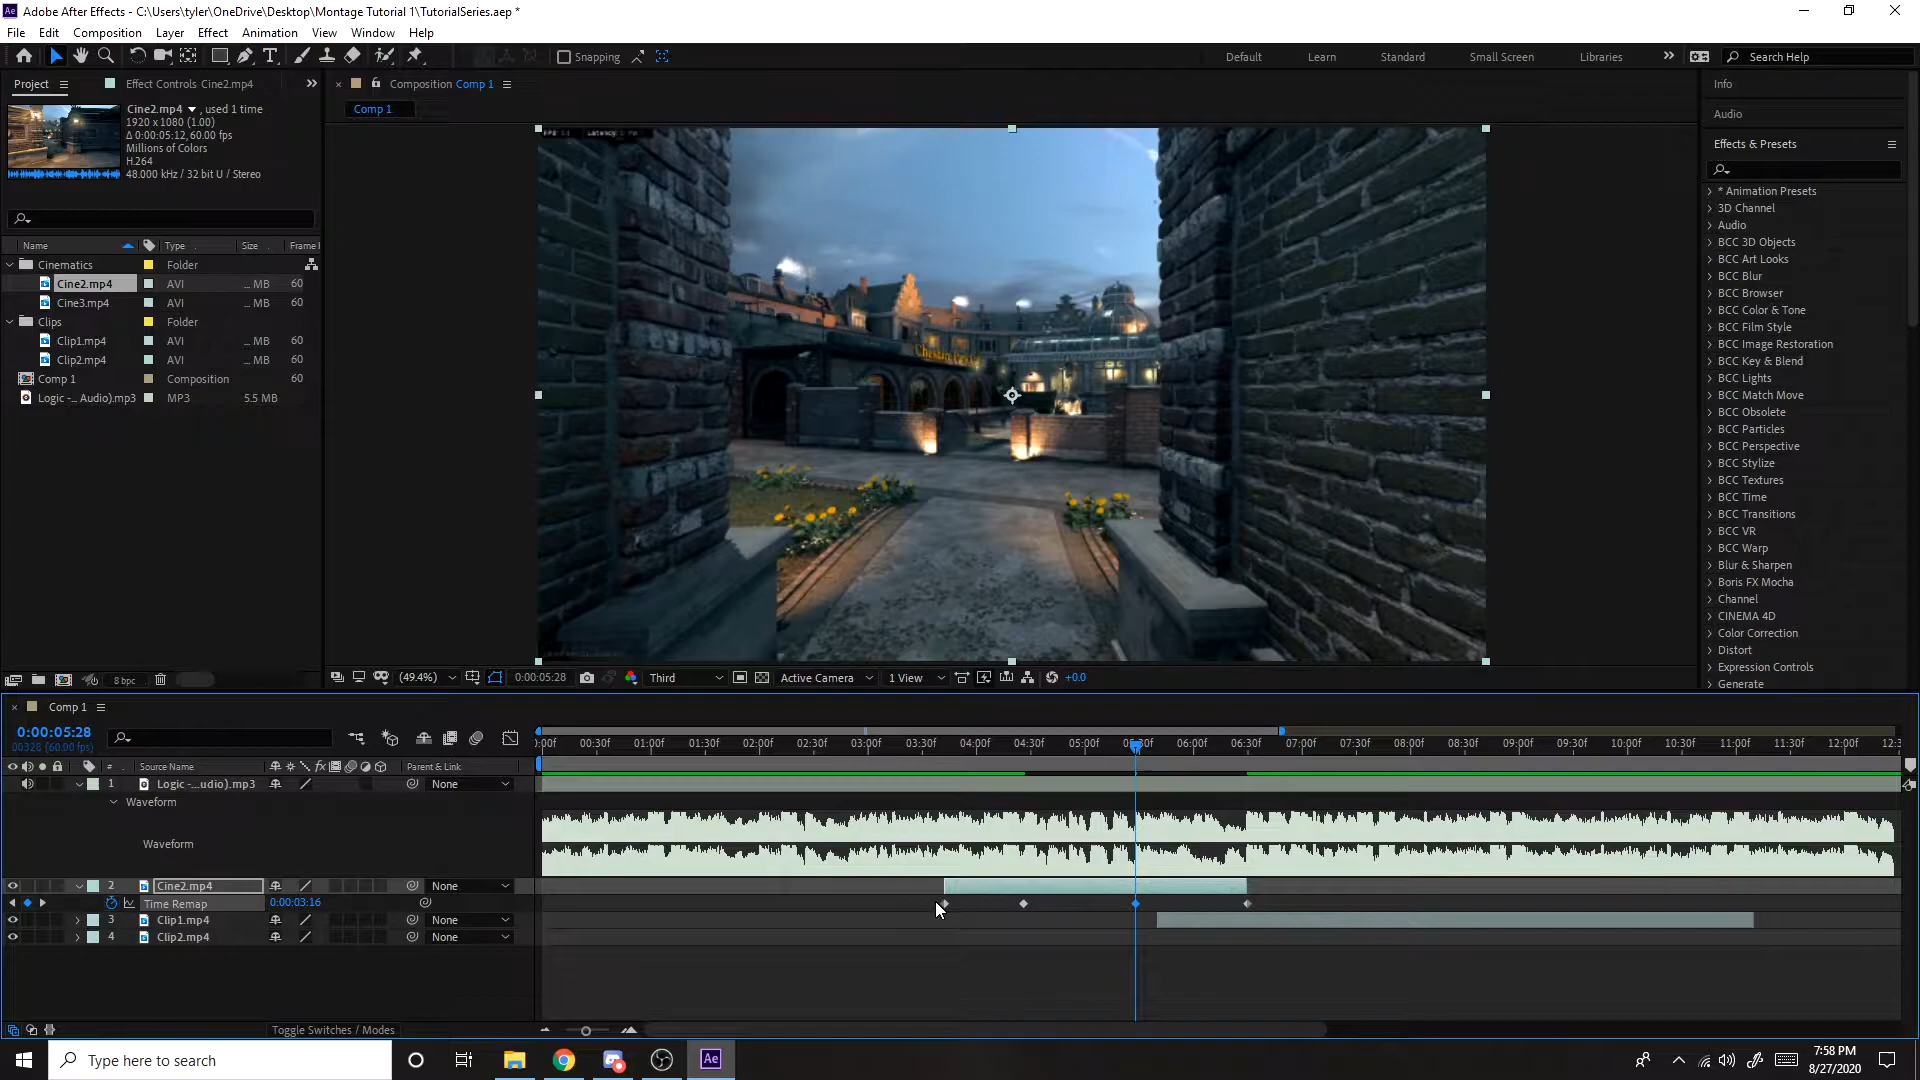 Adobe After Effects - C:\Users\tyler\OneDrive\Desktop\Montage Tutorial 1\TutorialSeries.aep *
File Edit Composition Layer Effect Animation View Window Help
Snapping
Default Learn Standard Small Screen Libraries Search Help
Project Effect Controls Cine2.mp4
Cine2.mp4 , used 1 time
1920 x 1080 (1.00)
Δ 0:00:05:12, 60.00 fps
Millions of Colors
H.264
48.000 kHz / 32 bit U / Stereo
Name Type Size Frame
Cinematics Folder
Cine2.mp4 AVI ... MB 60
Cine3.mp4 AVI ... MB 60
Clips Folder
Clip1.mp4 AVI ... MB 60
Clip2.mp4 AVI ... MB 60
Comp 1 Composition 60
Logic -... Audio).mp3 MP3 5.5 MB
8 bpc
Composition Comp 1
Comp 1
(49.4%) 0:00:05:28 Third Active Camera 1 View +0.0
Info
Audio
Effects & Presets
* Animation Presets
3D Channel
Audio
BCC 3D Objects
BCC Art Looks
BCC Blur
BCC Browser
BCC Color & Tone
BCC Film Style
BCC Image Restoration
BCC Key & Blend
BCC Lights
BCC Match Move
BCC Obsolete
BCC Particles
BCC Perspective
BCC Stylize
BCC Textures
BCC Time
BCC Transitions
BCC VR
BCC Warp
Blur & Sharpen
Boris FX Mocha
Channel
CINEMA 4D
Color Correction
Distort
Expression Controls
Generate
Comp 1
0:00:05:28
00328 (60.00 fps)
:00f 00:30f 01:00f 01:30f 02:00f 02:30f 03:00f 03:30f 04:00f 04:30f 05:00f 05:30f 06:00f 06:30f 07:00f 07:30f 08:00f 08:30f 09:00f 09:30f 10:00f 10:30f 11:00f 11:30f 12:00f 12:3
# Source Name fx Parent & Link
1 Logic -...udio).mp3 None
Waveform
Waveform
2 Cine2.mp4 None
Time Remap 0:00:03:16
3 Clip1.mp4 None
4 Clip2.mp4 None
Toggle Switches / Modes
Type here to search Ae 7:58 PM
8/27/2020